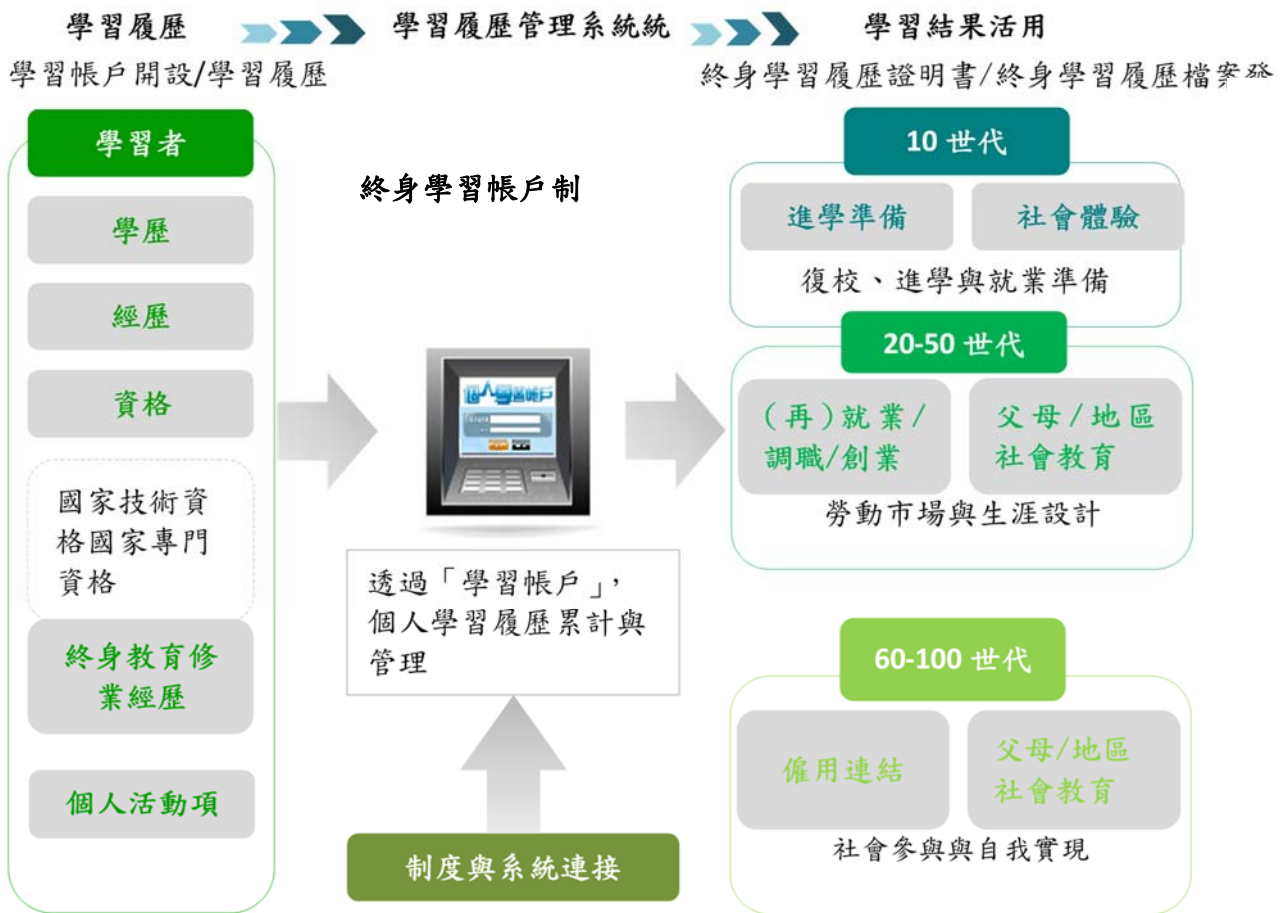 學習履歷
學習履歷管理系統統
學習結果活用
學習帳戶開設/學習履歷
終身學習履歷證明書/終身學習履歷檔案發
學習者
學歷
經歷
資格
國家技術資
格國家專門
資格
終身教育修
業經歷
個人活動項
終身學習帳戶制
個人學習帳戶
透過「學習帳戶」,
個人學習履歷累計與
管理
制度與系統連接
10 世代
進學準備
社會體驗
復校、進學與就業準備
20-50 世代
(再)就業/
調職/創業
父母/地區
社會教育
勞動市場與生涯設計
60-100 世代
僱用連結
父母/地區
社會教育
社會參與與自我實現